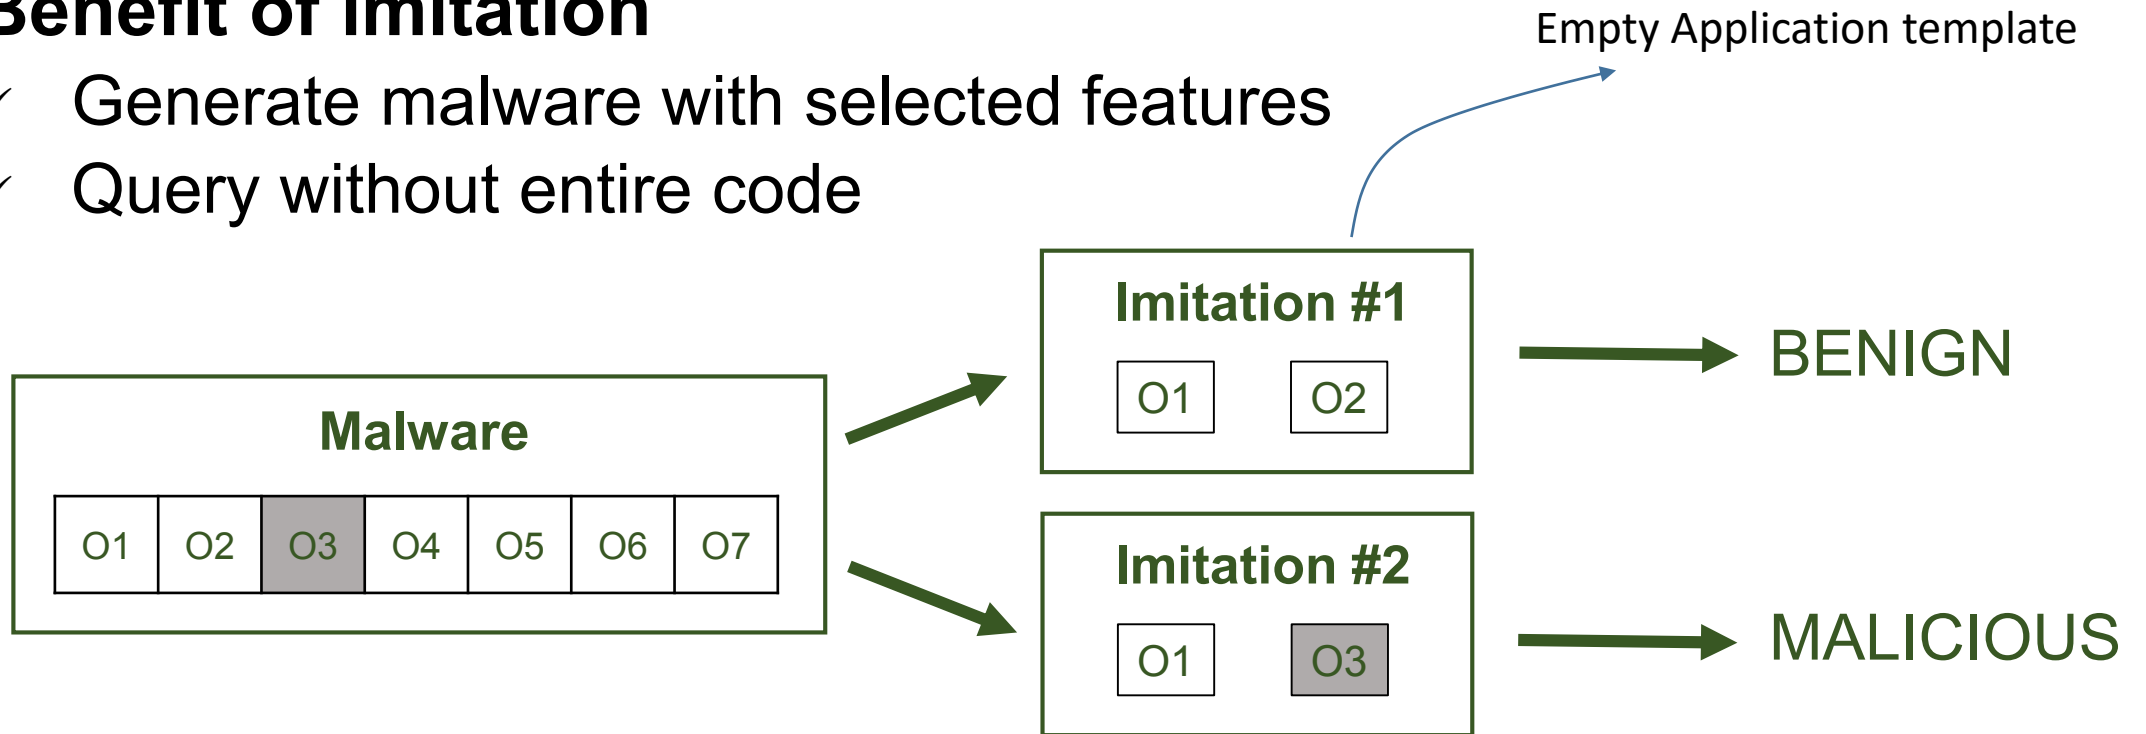 Benefit of Imitation
Empty Application template
✓ Generate malware with selected features
✓ Query without entire code
Imitation #1
O1 O2
BENIGN
Malware
O1 O2 O3 O4 O5 O6 O7
Imitation #2
O1 O3
MALICIOUS